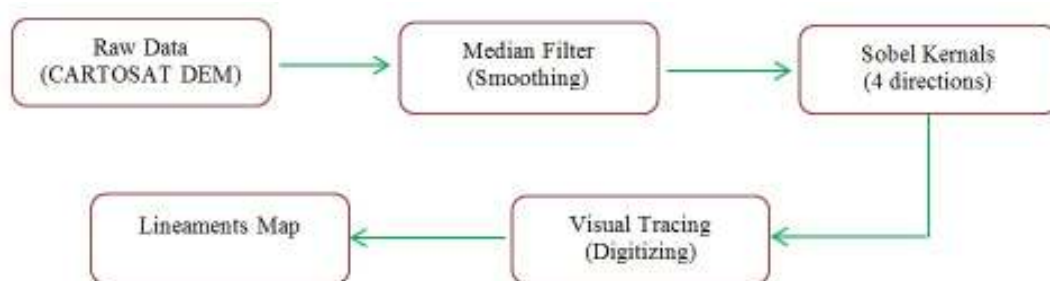 Raw Data
(CARTOSAT DEM)
Median Filter
(Smoothing)
Sobel Kernals
(4 directions)
Visual Tracing
(Digitizing)
Lineaments Map